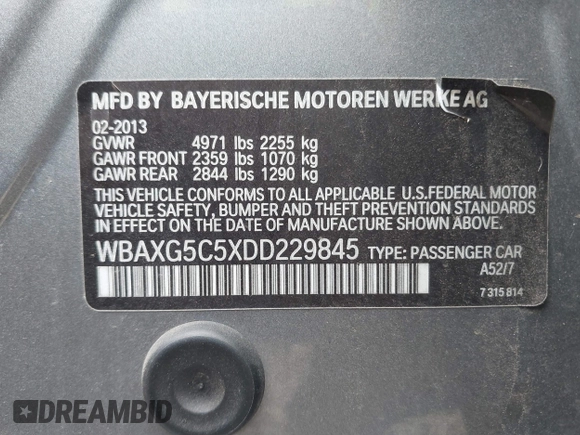 MFD BY BAYERISCHE MOTOREN WERKE AG
02-2013
GVWR 4971 lbs 2255 kg
GAWR FRONT 2359 lbs 1070 kg
GAWR REAR 2844 lbs 1290 kg
THIS VEHICLE CONFORMS TO ALL APPLICABLE U.S.FEDERAL MOTOR
VEHICLE SAFETY, BUMPER AND THEFT PREVENTION STANDARDS
IN EFFECT ON THE DATE OF MANUFACTURE SHOWN ABOVE.
WBAXG5C5XDD229845 TYPE: PASSENGER CAR
A52/7
7 315 814
DREAMBID